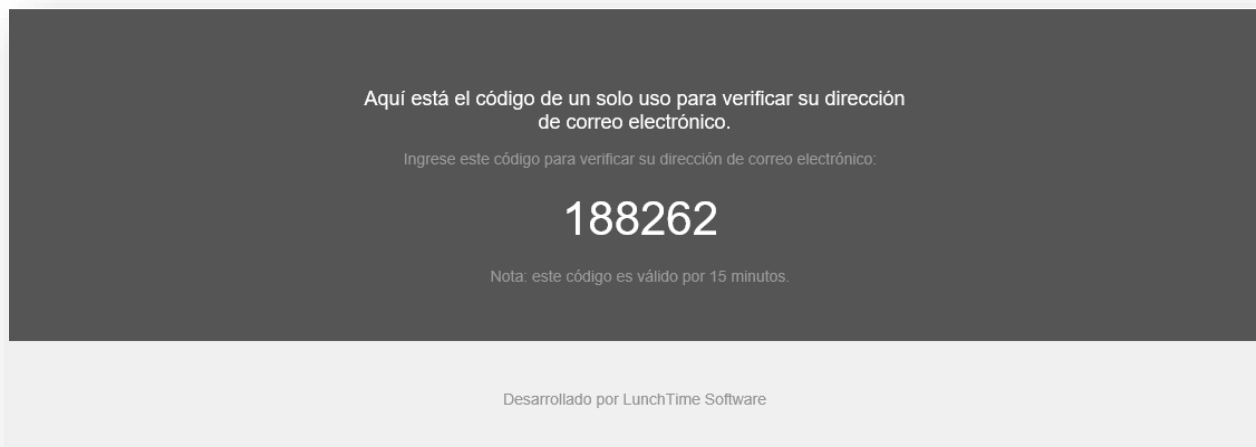 Aquí está el código de un solo uso para verificar su dirección
de correo electrónico.
Ingrese este código para verificar su dirección de correo electrónico:
188262
Nota: este código es válido por 15 minutos.
Desarrollado por LunchTime Software